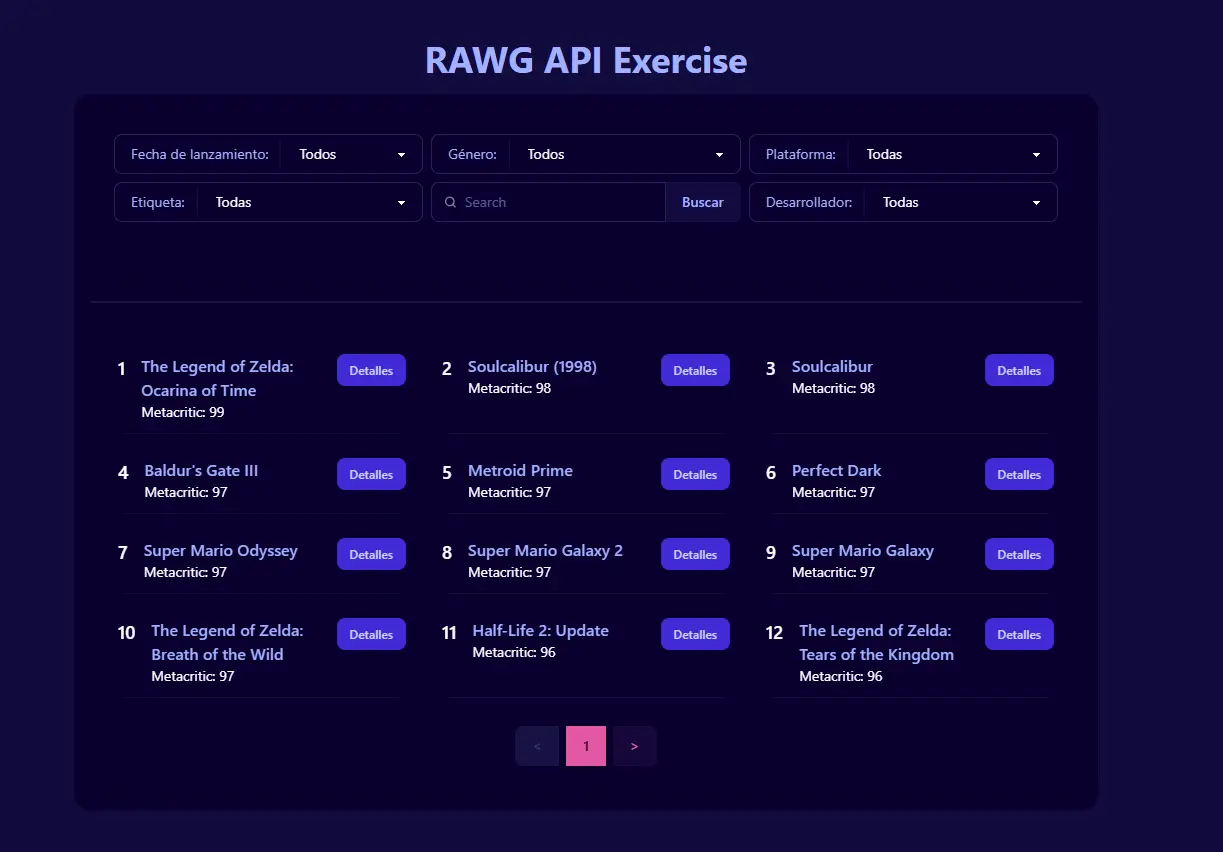 RAWG API Exercise
Fecha de lanzamiento: Todos
Género: Todos
Plataforma: Todas
Etiqueta: Todas
Search Buscar
Desarrollador: Todas
1 The Legend of Zelda: Detalles
Ocarina of Time
Metacritic: 99
2 Soulcalibur (1998) Detalles
Metacritic: 98
3 Soulcalibur Detalles
Metacritic: 98
4 Baldur's Gate III Detalles
Metacritic: 97
5 Metroid Prime Detalles
Metacritic: 97
6 Perfect Dark Detalles
Metacritic: 97
7 Super Mario Odyssey Detalles
Metacritic: 97
8 Super Mario Galaxy 2 Detalles
Metacritic: 97
9 Super Mario Galaxy Detalles
Metacritic: 97
10 The Legend of Zelda: Detalles
Breath of the Wild
Metacritic: 97
11 Half-Life 2: Update Detalles
Metacritic: 96
12 The Legend of Zelda: Detalles
Tears of the Kingdom
Metacritic: 96
< 1 >